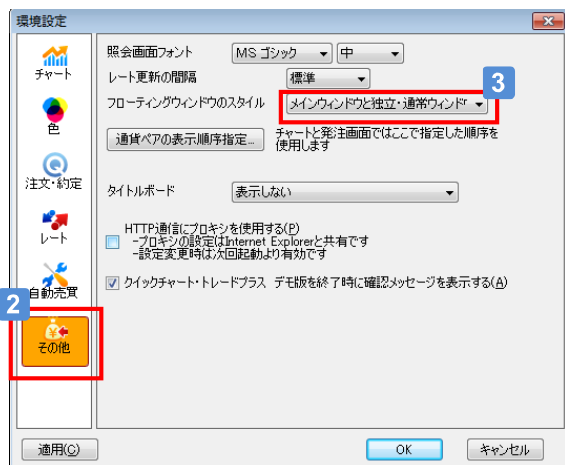 環境設定
チャート
色
注文・約定
レート
自動売買
2
その他
照会画面フォント MS ゴシック 中
レート更新の間隔 標準
3
フローティングウィンドウのスタイル メインウィンドウと独立・通常ウィンド
通貨ペアの表示順序指定... チャートと発注画面ではここで指定した順序を
使用します
タイトルボード 表示しない
HTTP通信にプロキシを使用する(P)
-プロキシの設定はInternet Explorerと共有です
-設定変更時は次回起動より有効です
クイックチャート・トレードプラス デモ版を終了時に確認メッセージを表示する(A)
適用(C) OK キャンセル